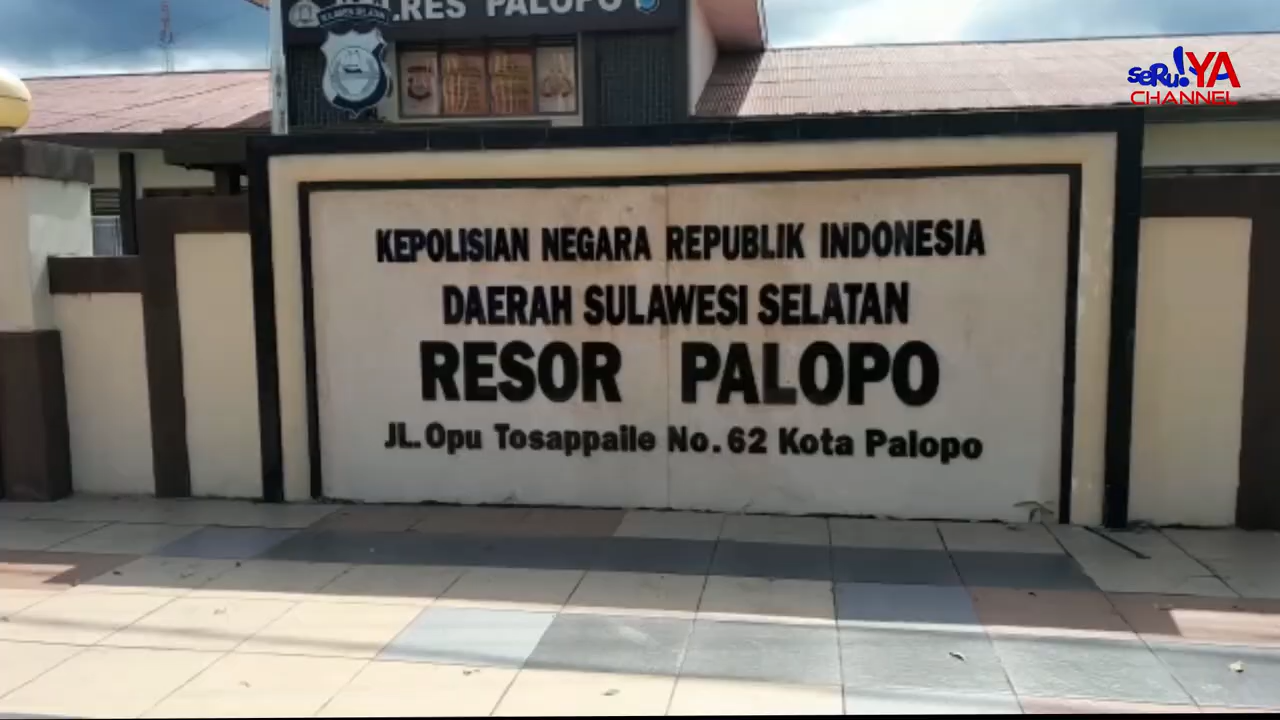 PALOPO
seRu!YA
CHANNEL
KEPOLISIAN NEGARA REPUBLIK INDONESIA
DAERAH SULAWESI SELATAN
RESOR PALOPO
JL. Opu Tosappaile No. 62 Kota Palopo